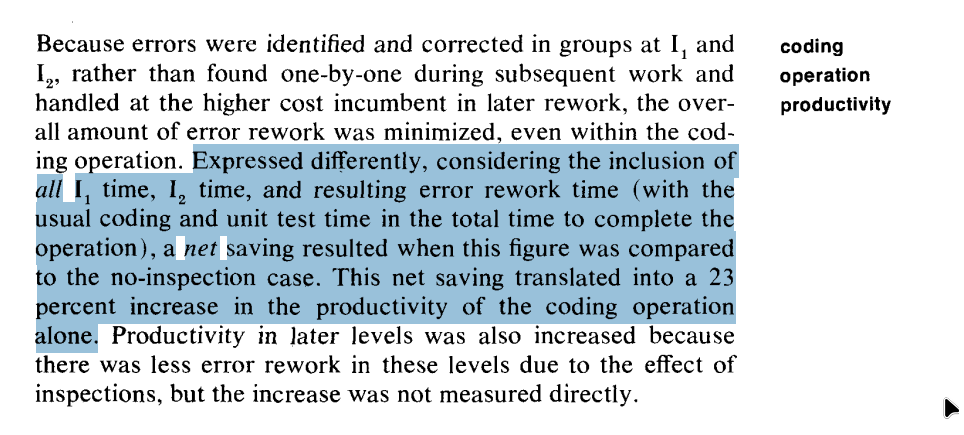 Because errors were identified and corrected in groups at I₁ and
I₂, rather than found one-by-one during subsequent work and
handled at the higher cost incumbent in later rework, the over-
all amount of error rework was minimized, even within the cod-
ing operation. Expressed differently, considering the inclusion of
all I₁ time, I₂ time, and resulting error rework time (with the
usual coding and unit test time in the total time to complete the
operation), a net saving resulted when this figure was compared
to the no-inspection case. This net saving translated into a 23
percent increase in the productivity of the coding operation
alone. Productivity in later levels was also increased because
there was less error rework in these levels due to the effect of
inspections, but the increase was not measured directly.
coding
operation
productivity